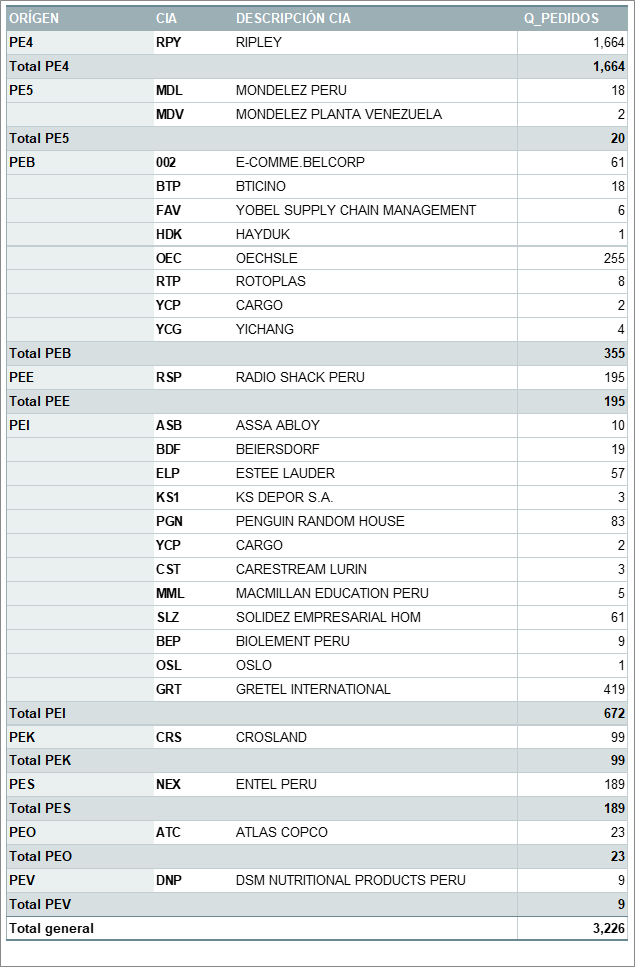 ORÍGEN CIA DESCRIPCIÓN CIA Q_PEDIDOS
PE4 RPY RIPLEY 1,664
Total PE4 1,664
PE5 MDL MONDELEZ PERU 18
MDV MONDELEZ PLANTA VENEZUELA 2
Total PE5 20
PEB 002 E-COMME.BELCORP 61
BTP BTICINO 18
FAV YOBEL SUPPLY CHAIN MANAGEMENT 6
HDK HAYDUK 1
OEC OECHSLE 255
RTP ROTOPLAS 8
YCP CARGO 2
YCG YICHANG 4
Total PEB 355
PEE RSP RADIO SHACK PERU 195
Total PEE 195
PEI ASB ASSA ABLOY 10
BDF BEIERSDORF 19
ELP ESTEE LAUDER 57
KS1 KS DEPOR S.A. 3
PGN PENGUIN RANDOM HOUSE 83
YCP CARGO 2
CST CARESTREAM LURIN 3
MML MACMILLAN EDUCATION PERU 5
SLZ SOLIDEZ EMPRESARIAL HOM 61
BEP BIOLEMENT PERU 9
OSL OSLO 1
GRT GRETEL INTERNATIONAL 419
Total PEI 672
PEK CRS CROSLAND 99
Total PEK 99
PES NEX ENTEL PERU 189
Total PES 189
PEO ATC ATLAS COPCO 23
Total PEO 23
PEV DNP DSM NUTRITIONAL PRODUCTS PERU 9
Total PEV 9
Total general 3,226